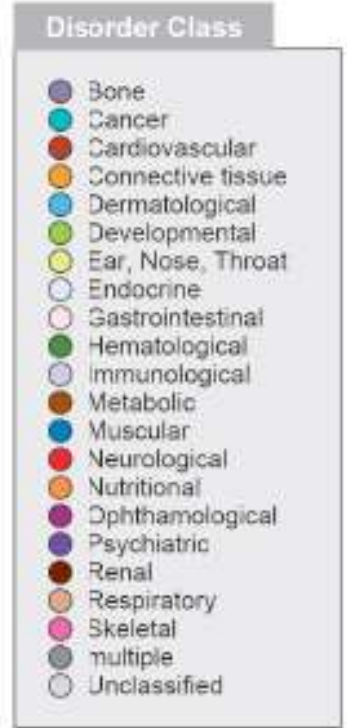 Disorder Class
Bone
Cancer
Cardiovascular
Connective tissue
Dermatological
Developmental
Ear, Nose, Throat
Endocrine
Gastrointestinal
Hematological
Immunological
Metabolic
Muscular
Neurological
Nutritional
Ophthamological
Psychiatric
Renal
Respiratory
Skeletal
multiple
Unclassified